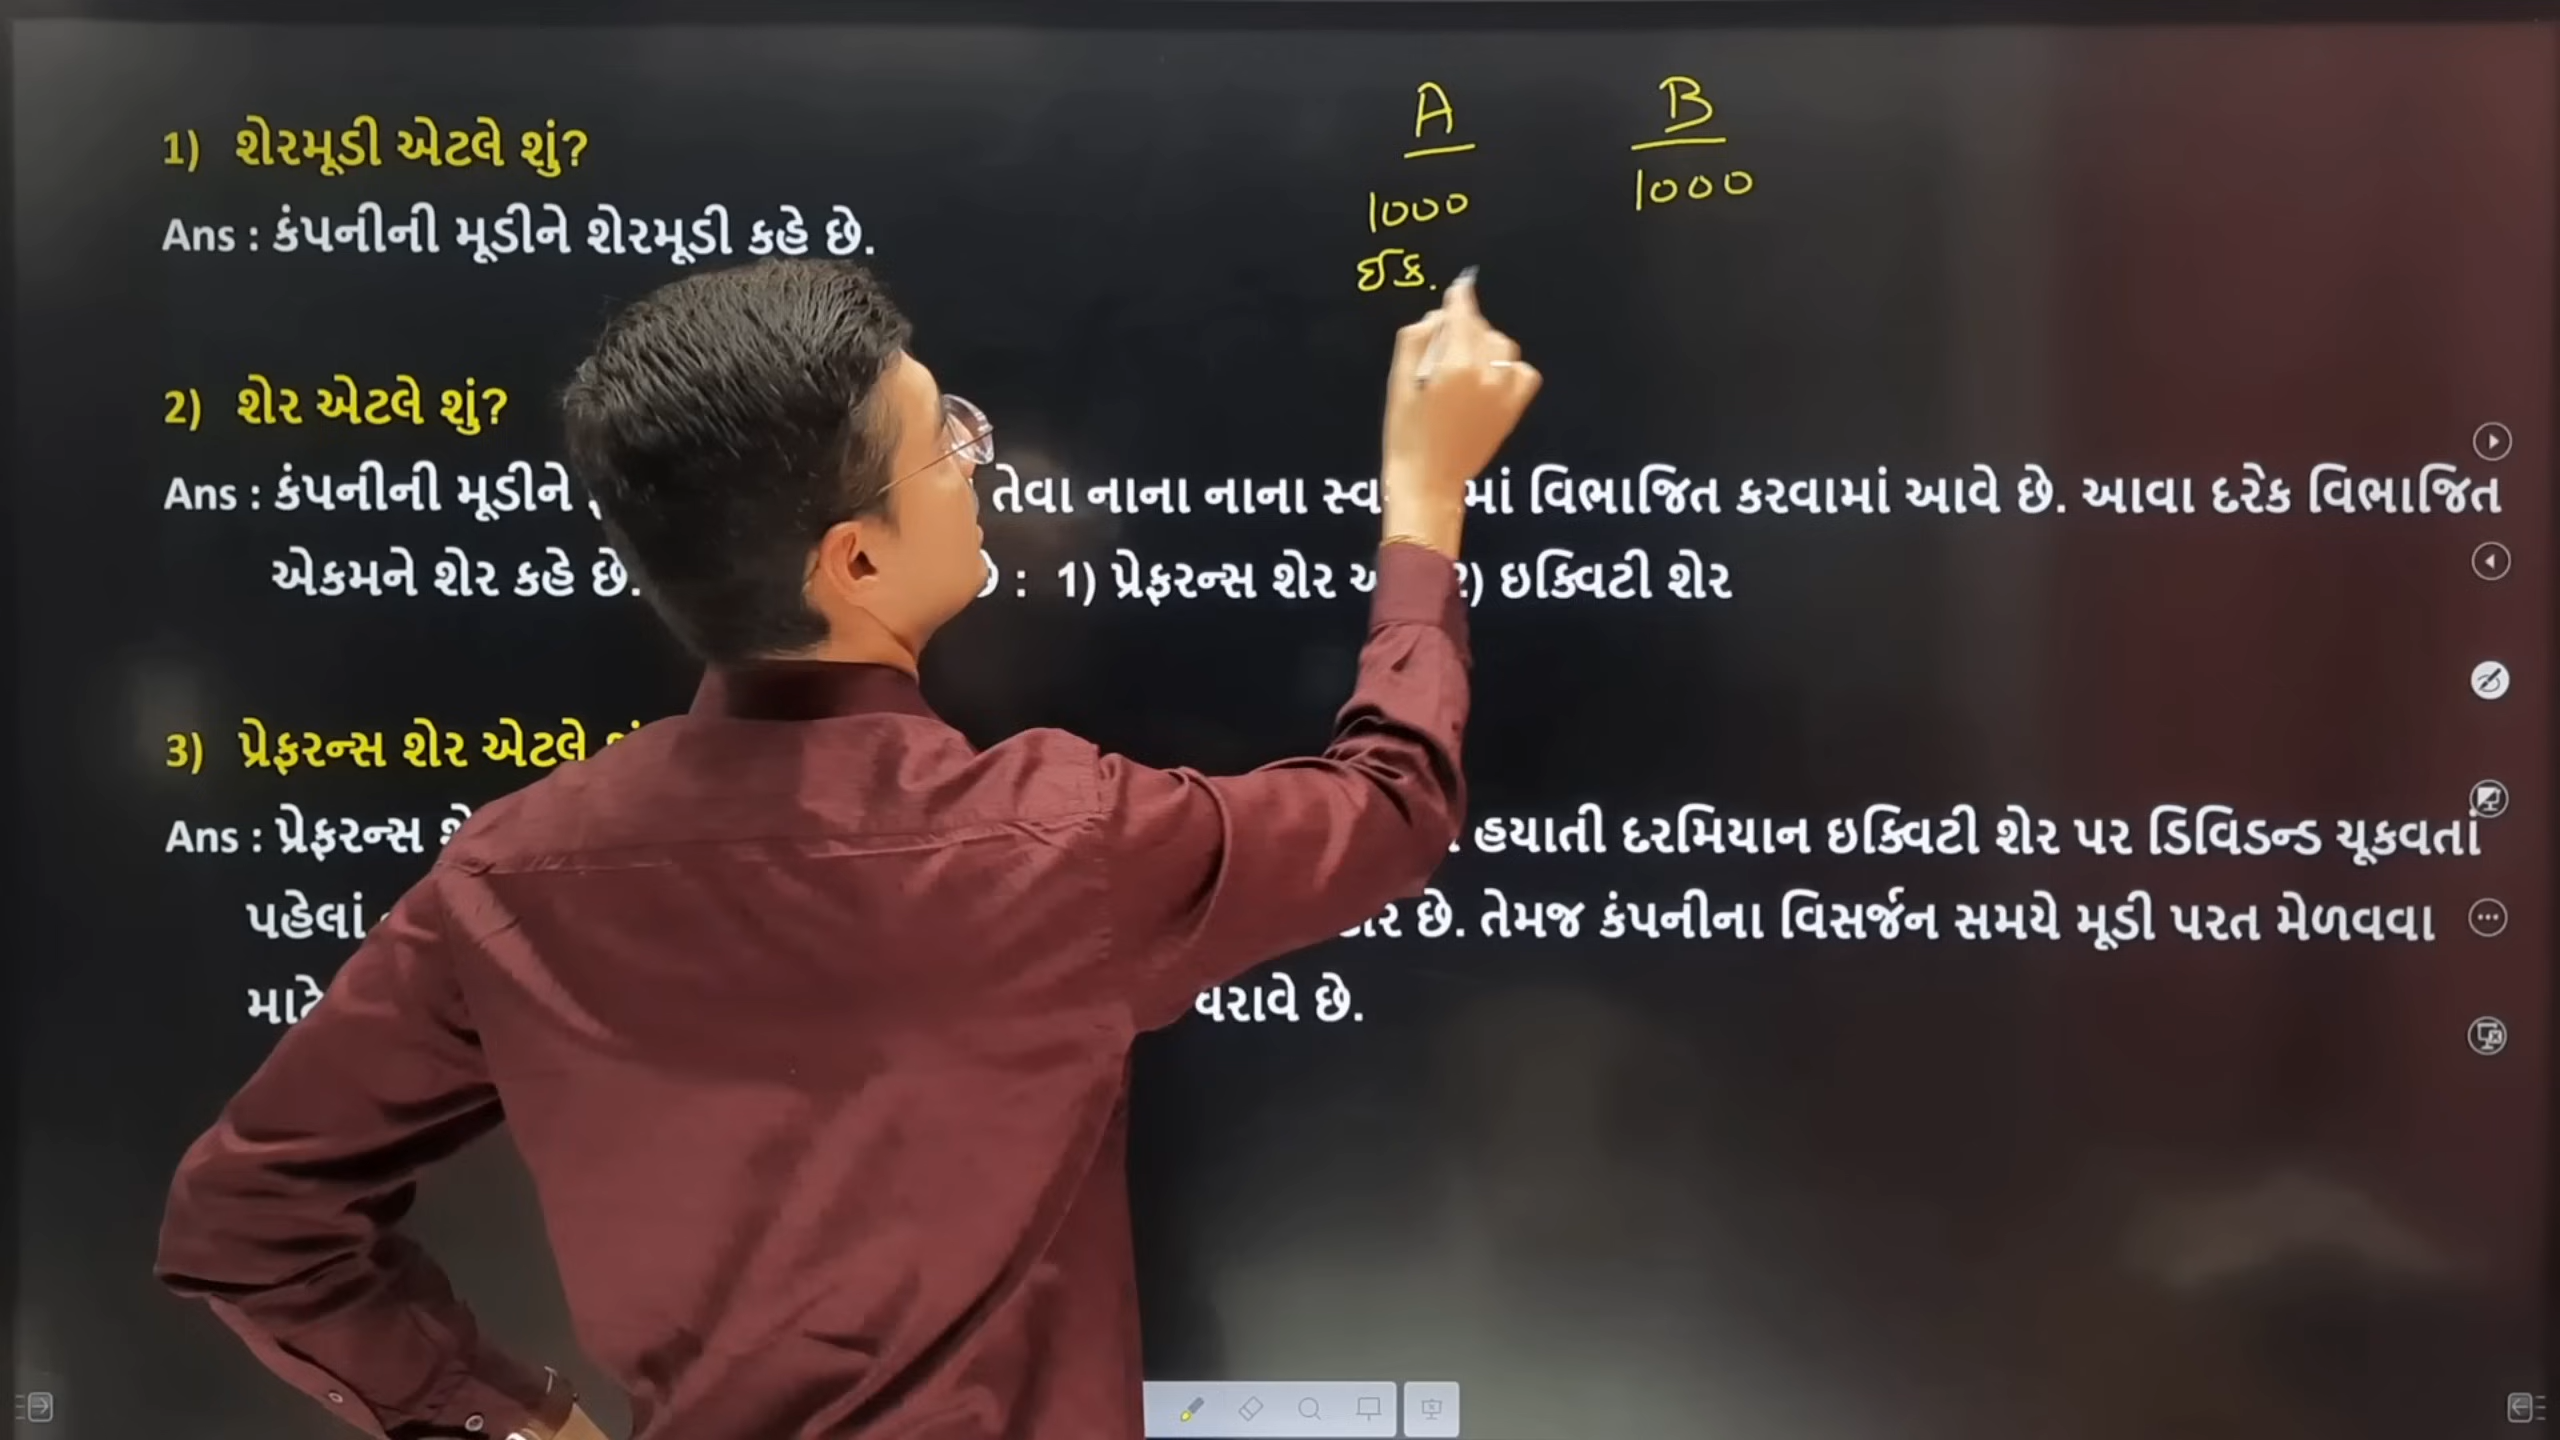 1) શેરમૂડી એટલે શું?
Ans : કંપનીની મૂડીને શેરમૂડી કહે છે.
A
1000
ઈક.
B
1000
2) શેર એટલે શું?
Ans : કંપનીની મૂડીને તેવા નાના નાના વિભાજિત કરવામાં આવે છે. આવા દરેક વિભાજિત
એકમને શેર કહે છે. : 1) પ્રેફરન્સ શેર 2) ઇક્વિટી શેર
3) પ્રેફરન્સ શેર એટલે
Ans : પ્રેફરન્સ હયાતી દરમિયાન ઇક્વિટી શેર પર ડિવિડન્ડ ચૂકવતાં
પહેલાં છે. તેમજ કંપનીના વિસર્જન સમયે મૂડી પરત મેળવવા
ધરાવે છે.